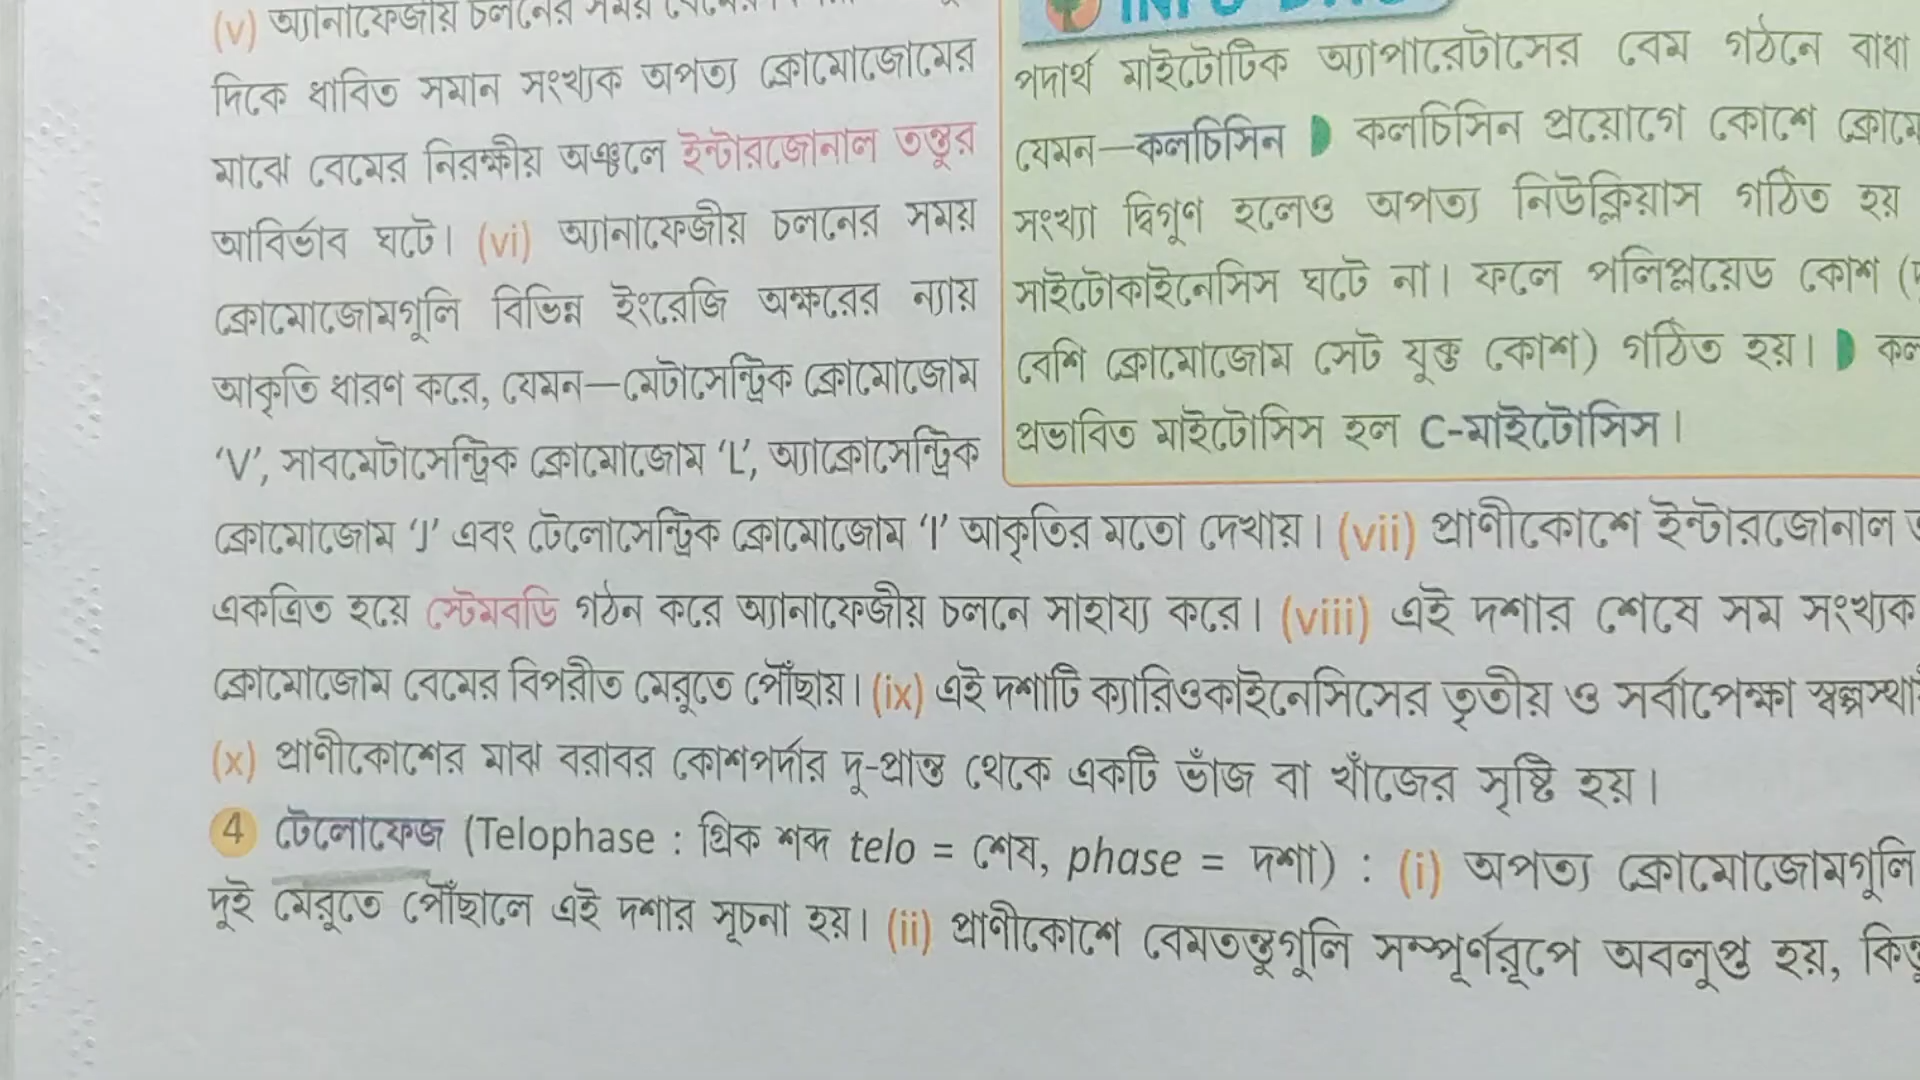 (v) অ্যানাফেজীয় চলনের সময়
দিকে ধাবিত সমান সংখ্যক অপত্য ক্রোমোজোমের
মাঝে বেমের নিরক্ষীয় অঞ্চলে ইন্টারজোনাল তন্তুর
আবির্ভাব ঘটে। (vi) অ্যানাফেজীয় চলনের সময়
ক্রোমোজোমগুলি বিভিন্ন ইংরেজি অক্ষরের ন্যায়
আকৃতি ধারণ করে, যেমন—মেটাসেন্ট্রিক ক্রোমোজোম
‘V’, সাবমেটাসেন্ট্রিক ক্রোমোজোম ‘L’, অ্যাক্রোসেন্ট্রিক
পদার্থ মাইটোটিক অ্যাপারেটাসের বেম গঠনে বাধা
যেমন—কলচিসিন কলচিসিন প্রয়োগে কোশে
সংখ্যা দ্বিগুণ হলেও অপত্য নিউক্লিয়াস গঠিত হয়
সাইটোকাইনেসিস ঘটে না। ফলে পলিপ্লয়েড কোশ
বেশি ক্রোমোজোম সেট যুক্ত কোশ) গঠিত হয়।
প্রভাবিত মাইটোসিস হল C-মাইটোসিস।
ক্রোমোজোম ‘J’ এবং টেলোসেন্ট্রিক ক্রোমোজোম ‘I’ আকৃতির মতো দেখায়। (vii) প্রাণীকোশে ইন্টারজোনাল
একত্রিত হয়ে স্টেমবডি গঠন করে অ্যানাফেজীয় চলনে সাহায্য করে। (viii) এই দশার শেষে সম সংখ্যক
ক্রোমোজোম বেমের বিপরীত মেরুতে পৌঁছায়। (ix) এই দশাটি ক্যারিওকাইনেসিসের তৃতীয় ও সর্বাপেক্ষা
(x) প্রাণীকোশের মাঝ বরাবর কোশপর্দার দু-প্রান্ত থেকে একটি ভাঁজ বা খাঁজের সৃষ্টি হয়।
4 টেলোফেজ (Telophase : গ্রিক শব্দ telo = শেষ, phase = দশা) : (i) অপত্য ক্রোমোজোমগুলি
দুই মেরুতে পৌঁছালে এই দশার সূচনা হয়। (ii) প্রাণীকোশে বেমতন্তুগুলি সম্পূর্ণরূপে অবলুপ্ত হয়,